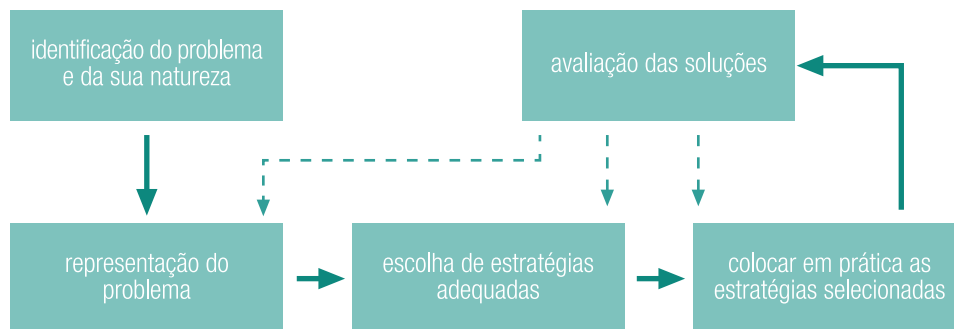 identificação do problema
e da sua natureza
avaliação das soluções
representação do
problema
escolha de estratégias
adequadas
colocar em prática as
estratégias selecionadas